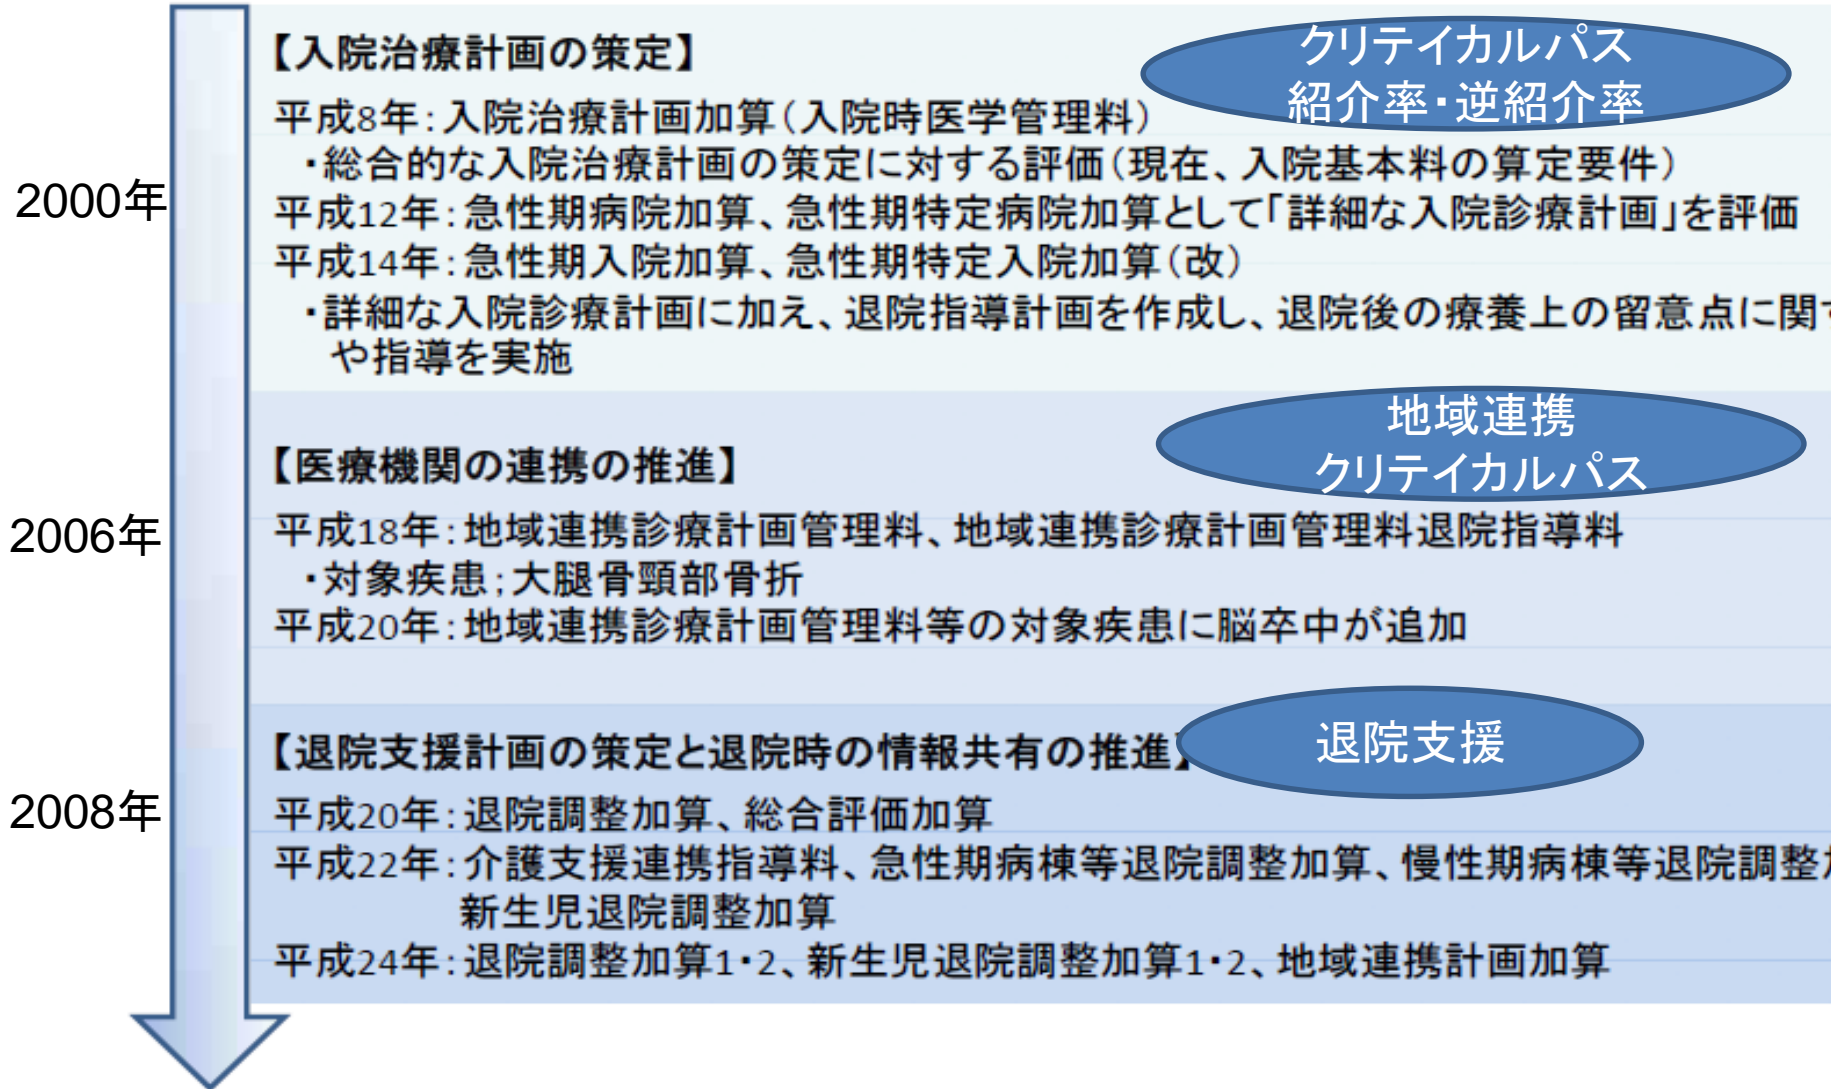 【入院治療計画の策定】
クリテイカルパス
紹介率・逆紹介率
平成8年：入院治療計画加算（入院時医学管理料）
・総合的な入院治療計画の策定に対する評価（現在、入院基本料の算定要件）
2000年
平成12年：急性期病院加算、急性期特定病院加算として「詳細な入院診療計画」を評価
平成14年：急性期入院加算、急性期特定入院加算（改）
・詳細な入院診療計画に加え、退院指導計画を作成し、退院後の療養上の留意点に関す
や指導を実施
【医療機関の連携の推進】
地域連携
クリテイカルパス
2006年
平成18年：地域連携診療計画管理料、地域連携診療計画管理料退院指導料
・対象疾患；大腿骨頸部骨折
平成20年：地域連携診療計画管理料等の対象疾患に脳卒中が追加
【退院支援計画の策定と退院時の情報共有の推進】
退院支援
2008年
平成20年：退院調整加算、総合評価加算
平成22年：介護支援連携指導料、急性期病棟等退院調整加算、慢性期病棟等退院調整
新生児退院調整加算
平成24年：退院調整加算1・2、新生児退院調整加算1・2、地域連携計画加算